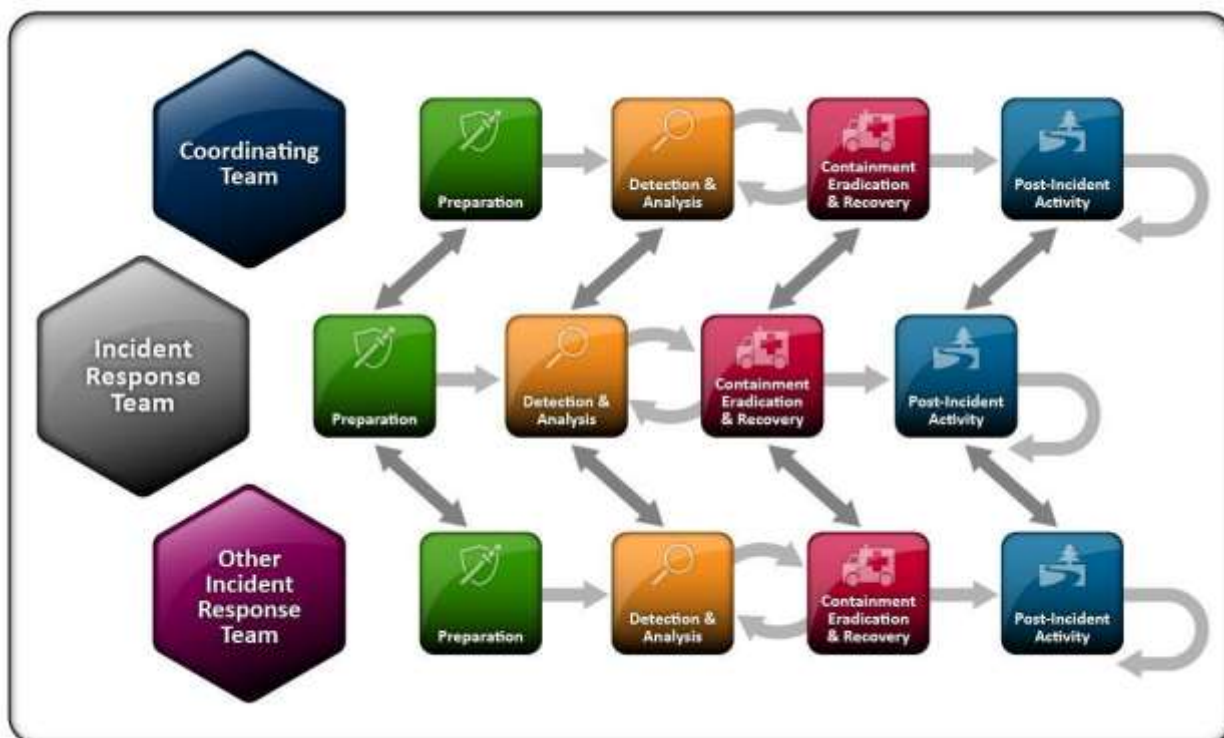 Coordinating
Team
Preparation
Detection &
Analysis
Containment
Eradication
& Recovery
Post-Incident
Activity
Incident
Response
Team
Preparation
Detection &
Analysis
Containment
Eradication
& Recovery
Post-Incident
Activity
Other
Incident
Response
Team
Preparation
Detection &
Analysis
Containment
Eradication
& Recovery
Post-Incident
Activity